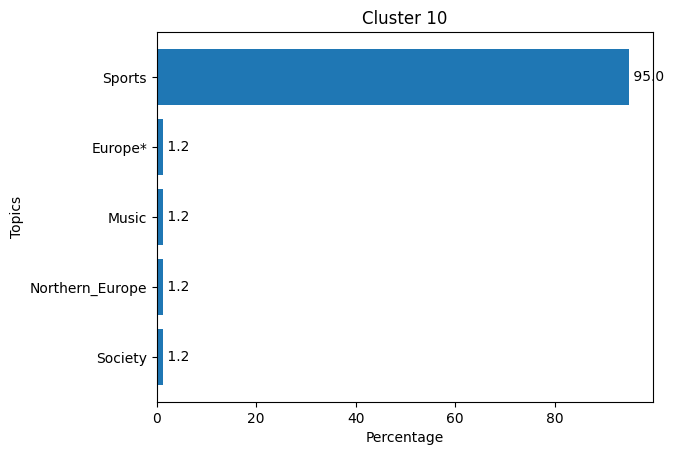 Cluster 10
Topics
Sports 95.0
Europe* 1.2
Music 1.2
Northern_Europe 1.2
Society 1.2
0 20 40 60 80
Percentage